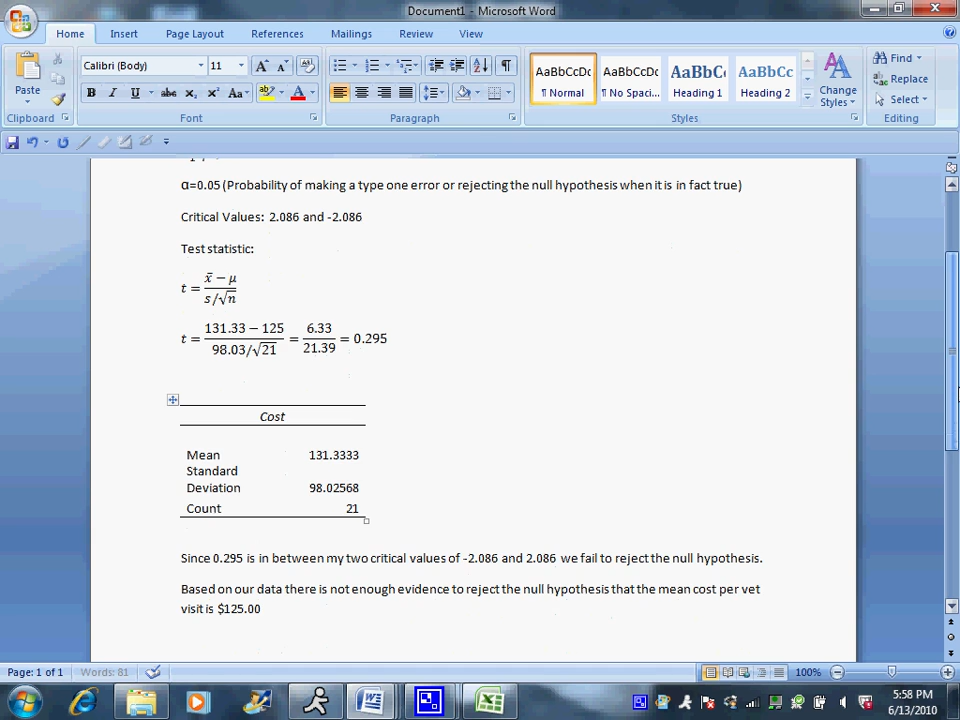 Document1 - Microsoft Word
Home Insert Page Layout References Mailings Review View
Calibri (Body) 11
Paste
B I U abc x₂ x² Aa A
Clipboard Font Paragraph Styles Editing
AaBbCcDc AaBbCcDc AaBbC AaBbCc
¶ Normal ¶ No Spaci... Heading 1 Heading 2
Change
Styles
Find
Replace
Select
α=0.05 (Probability of making a type one error or rejecting the null hypothesis when it is in fact true)
Critical Values: 2.086 and -2.086
Test statistic:
t = (x̄ − μ) / (s/√n)
t = (131.33 − 125) / (98.03/√21) = 6.33 / 21.39 = 0.295
Cost
Mean 131.3333
Standard
Deviation 98.02568
Count 21
Since 0.295 is in between my two critical values of -2.086 and 2.086 we fail to reject the null hypothesis.
Based on our data there is not enough evidence to reject the null hypothesis that the mean cost per vet
visit is $125.00
Page: 1 of 1 Words: 81 100%
5:58 PM
6/13/2010